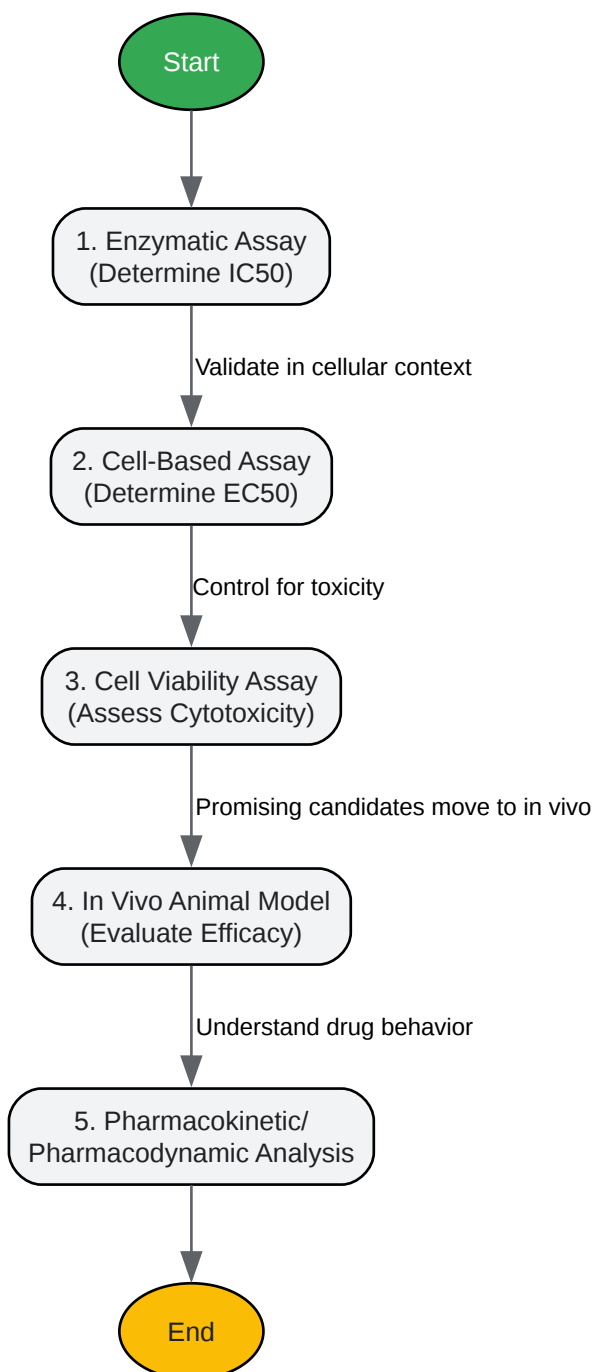 Start
1. Enzymatic Assay
(Determine IC50)
Validate in cellular context
2. Cell-Based Assay
(Determine EC50)
Control for toxicity
3. Cell Viability Assay
(Assess Cytotoxicity)
Promising candidates move to in vivo
4. In Vivo Animal Model
(Evaluate Efficacy)
Understand drug behavior
5. Pharmacokinetic/
Pharmacodynamic Analysis
End